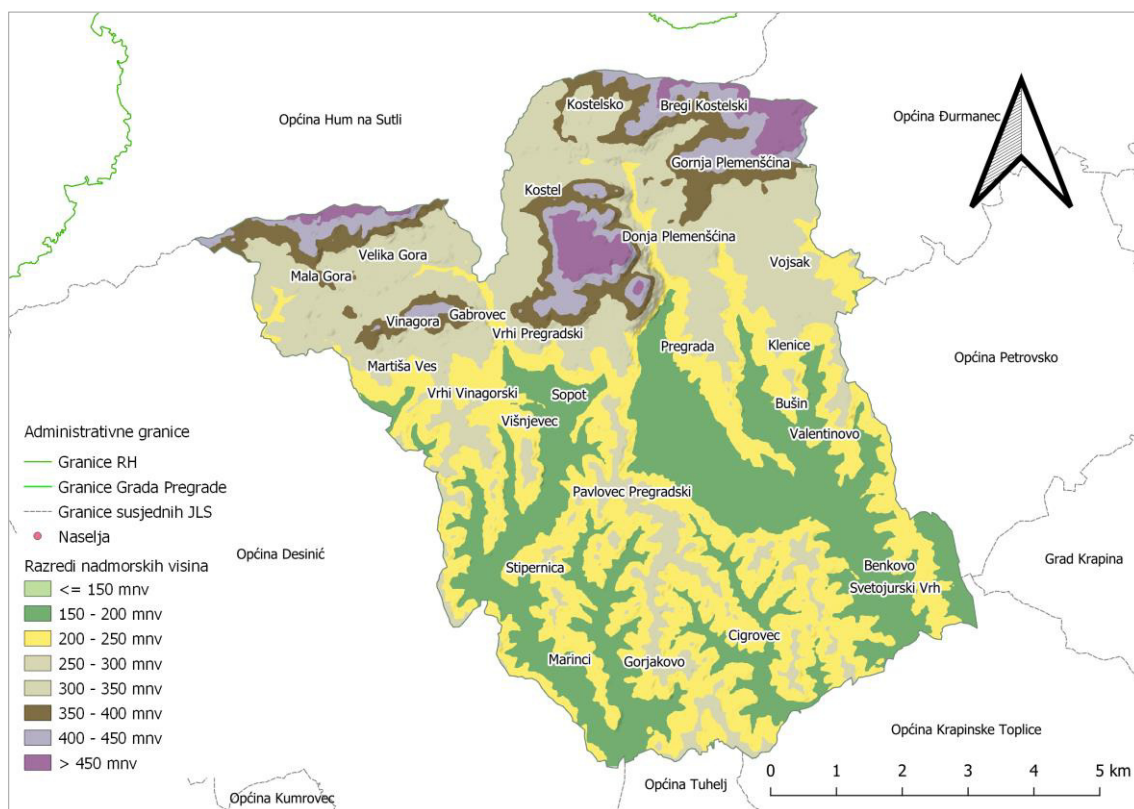 Općina Hum na Sutli
Kostelsko
Bregi Kostelski
Općina Đurmanec
Gornja Plemenšćina
Kostel
Donja Plemenšćina
Velika Gora
Vojsak
Mala Gora
Vinagora
Gabrovec
Vrhi Pregradski
Pregrada
Klenice
Općina Petrovsko
Martiša Ves
Vrhi Vinagorski
Sopot
Bušin
Višnjevec
Valentinovo
Pavlovec Pregradski
Općina Desinić
Stipernica
Benkovo
Grad Krapina
Svetojurski Vrh
Cigrovec
Marinci
Gorjakovo
Općina Krapinske Toplice
Općina Tuhelj
Općina Kumrovec
Administrativne granice
Granice RH
Granice Grada Pregrade
Granice susjednih JLS
Naselja
Razredi nadmorskih visina
<= 150 mnv
150 - 200 mnv
200 - 250 mnv
250 - 300 mnv
300 - 350 mnv
350 - 400 mnv
400 - 450 mnv
> 450 mnv
0 1 2 3 4 5 km